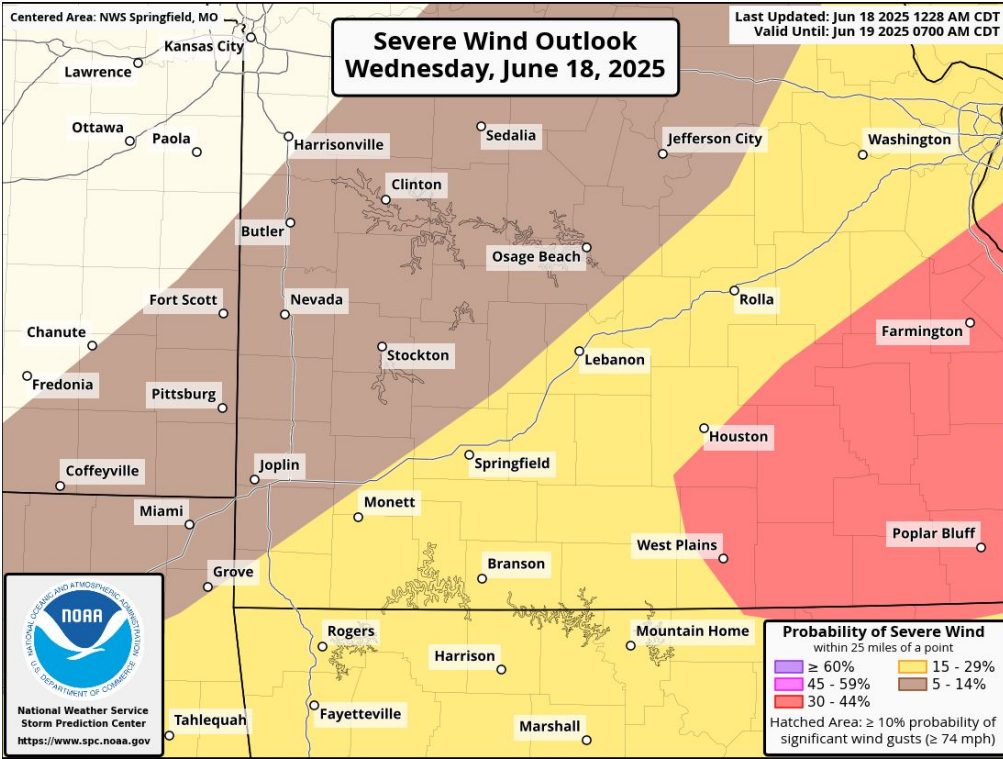 Centered Area: NWS Springfield, MO
Severe Wind Outlook
Wednesday, June 18, 2025
Last Updated: Jun 18 2025 1228 AM CDT
Valid Until: Jun 19 2025 0700 AM CDT
Kansas City
Lawrence
Ottawa
Paola
Harrisonville
Sedalia
Jefferson City
Washington
Clinton
Butler
Osage Beach
Fort Scott
Nevada
Rolla
Chanute
Stockton
Lebanon
Farmington
Fredonia
Pittsburg
Houston
Coffeyville
Joplin
Springfield
Miami
Monett
West Plains
Poplar Bluff
Grove
Branson
Rogers
Harrison
Mountain Home
Tahlequah
Fayetteville
Marshall
NATIONAL OCEANIC AND ATMOSPHERIC ADMINISTRATION
NOAA
U.S. DEPARTMENT OF COMMERCE
National Weather Service
Storm Prediction Center
https://www.spc.noaa.gov
Probability of Severe Wind
within 25 miles of a point
≥ 60%
45 - 59%
30 - 44%
15 - 29%
5 - 14%
Hatched Area: ≥ 10% probability of
significant wind gusts (≥ 74 mph)